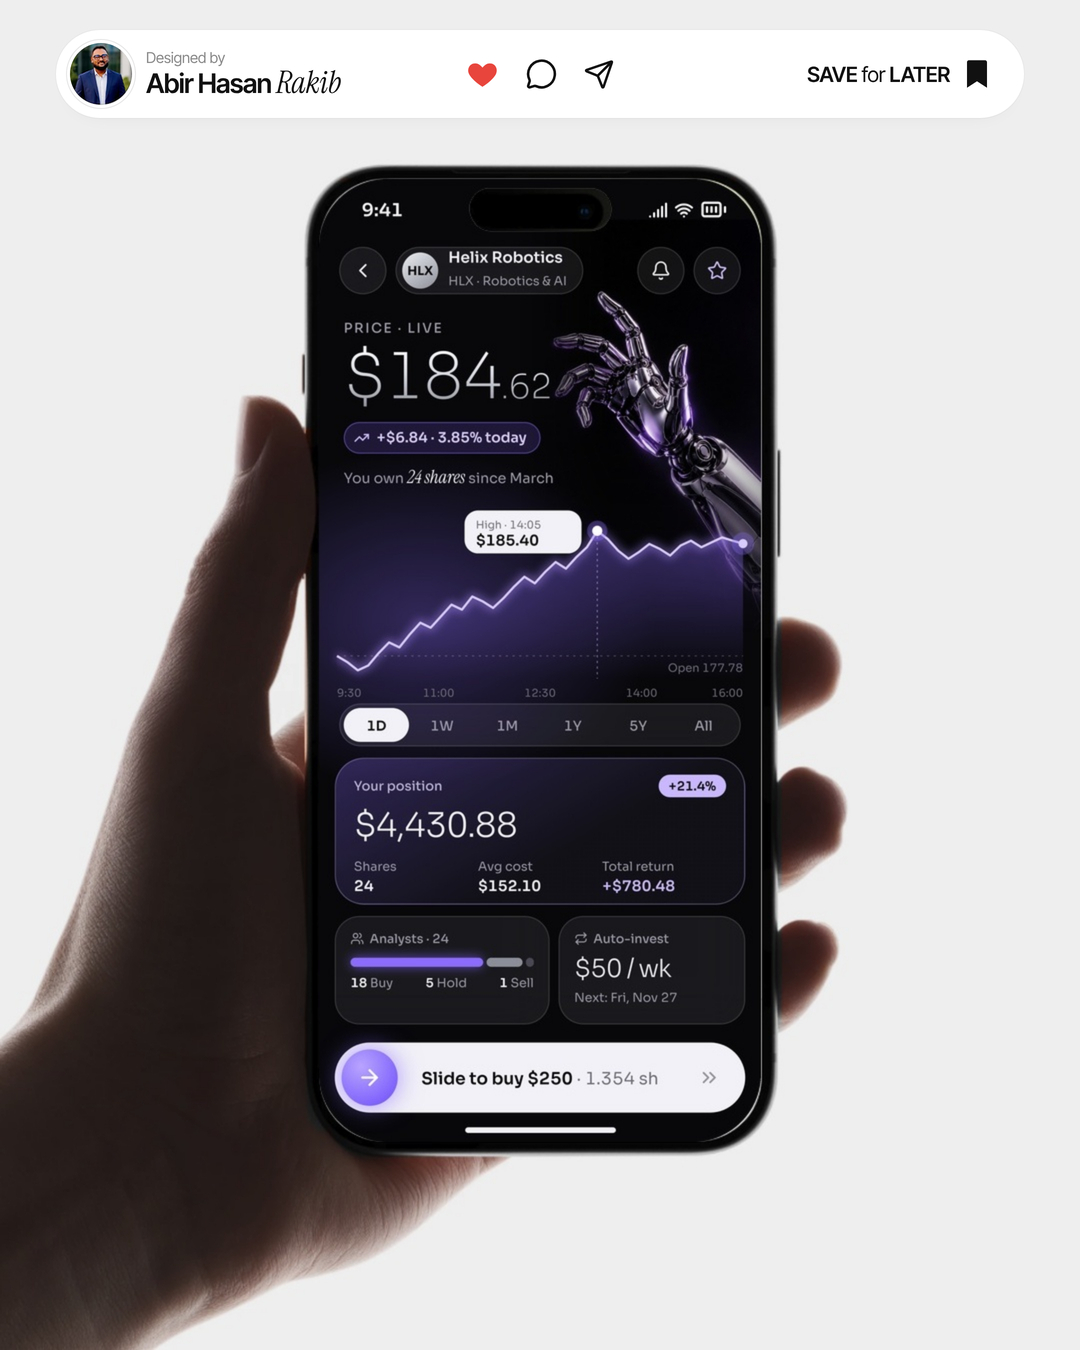 Designed by
Abir Hasan Rakib
SAVE for LATER
9:41
HLX
Helix Robotics
HLX · Robotics & AI
PRICE · LIVE
$184.62
+$6.84 · 3.85% today
You own 24 shares since March
High · 14:05
$185.40
Open 177.78
9:30 11:00 12:30 14:00 16:00
1D 1W 1M 1Y 5Y All
Your position
+21.4%
$4,430.88
Shares Avg cost Total return
24 $152.10 +$780.48
Analysts · 24
18 Buy 5 Hold 1 Sell
Auto-invest
$50 / wk
Next: Fri, Nov 27
Slide to buy $250 · 1.354 sh